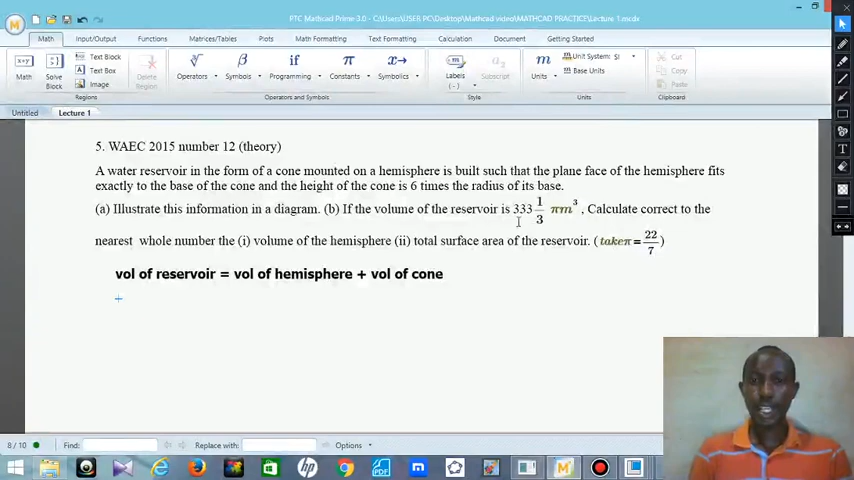 PTC Mathcad Prime 3.0 - C:\Users\USER PC\Desktop\Mathcad video\MATHCAD PRACTICE\Lecture 1.mcdx
Math Input/Output Functions Matrices/Tables Plots Math Formatting Text Formatting Calculation Document Getting Started
Math Solve Block Text Block Text Box Image Delete Region Operators Symbols Programming Constants Symbolics Labels Subscript Units Unit System: SI Base Units Cut Copy Paste
Regions Operators and Symbols Style Units Clipboard
Untitled Lecture 1
5. WAEC 2015 number 12 (theory)
A water reservoir in the form of a cone mounted on a hemisphere is built such that the plane face of the hemisphere fits
exactly to the base of the cone and the height of the cone is 6 times the radius of its base.
(a) Illustrate this information in a diagram. (b) If the volume of the reservoir is 333 1/3 πm³ , Calculate correct to the
nearest whole number the (i) volume of the hemisphere (ii) total surface area of the reservoir. (takeπ = 22/7)
vol of reservoir = vol of hemisphere + vol of cone
8 / 10 Find: Replace with: Options